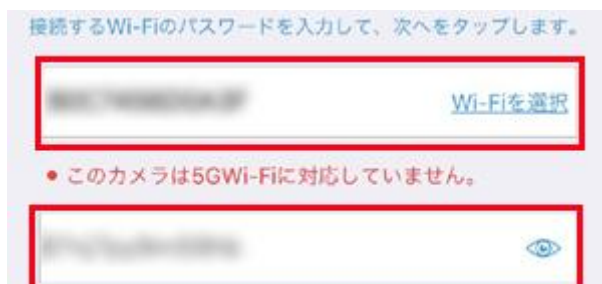 接続するWi-Fiのパスワードを入力して、次へをタップします。
Wi-Fiを選択
● このカメラは5GWi-Fiに対応していません。